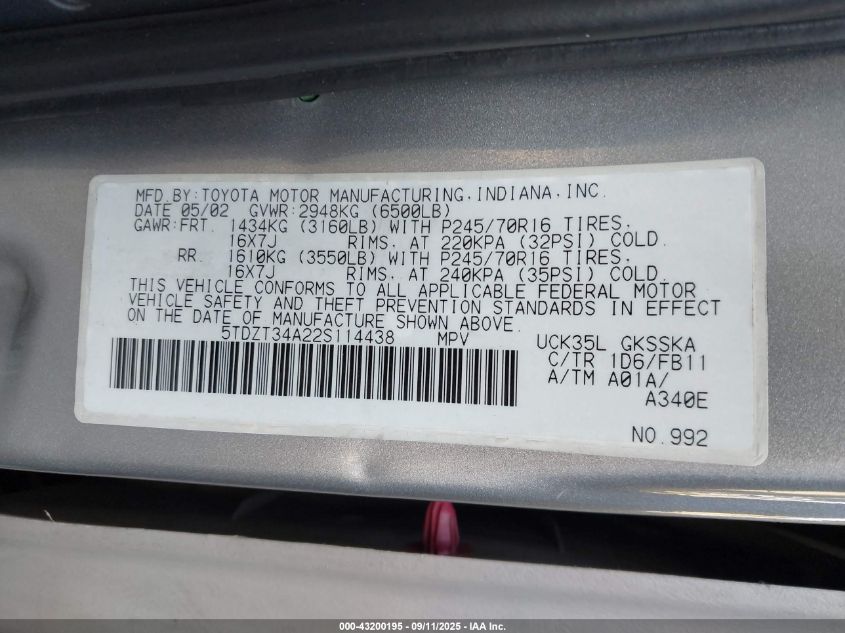 MFD.BY:TOYOTA MOTOR MANUFACTURING,INDIANA,INC.
DATE 05/02 GVWR:2948KG (6500LB)
GAWR:FRT. 1434KG (3160LB) WITH P245/70R16 TIRES.
16X7J RIMS. AT 220KPA (32PSI) COLD.
RR. 1610KG (3550LB) WITH P245/70R16 TIRES.
16X7J RIMS. AT 240KPA (35PSI) COLD.
THIS VEHICLE CONFORMS TO ALL APPLICABLE FEDERAL MOTOR
VEHICLE SAFETY AND THEFT PREVENTION STANDARDS IN EFFECT
ON THE DATE OF MANUFACTURE SHOWN ABOVE.
5TDZT34A22S114438 MPV UCK35L GKSSKA
C/TR 1D6/FB11
A/TM A01A/
A340E
NO.992
000-43200195 - 09/11/2025 - IAA Inc.